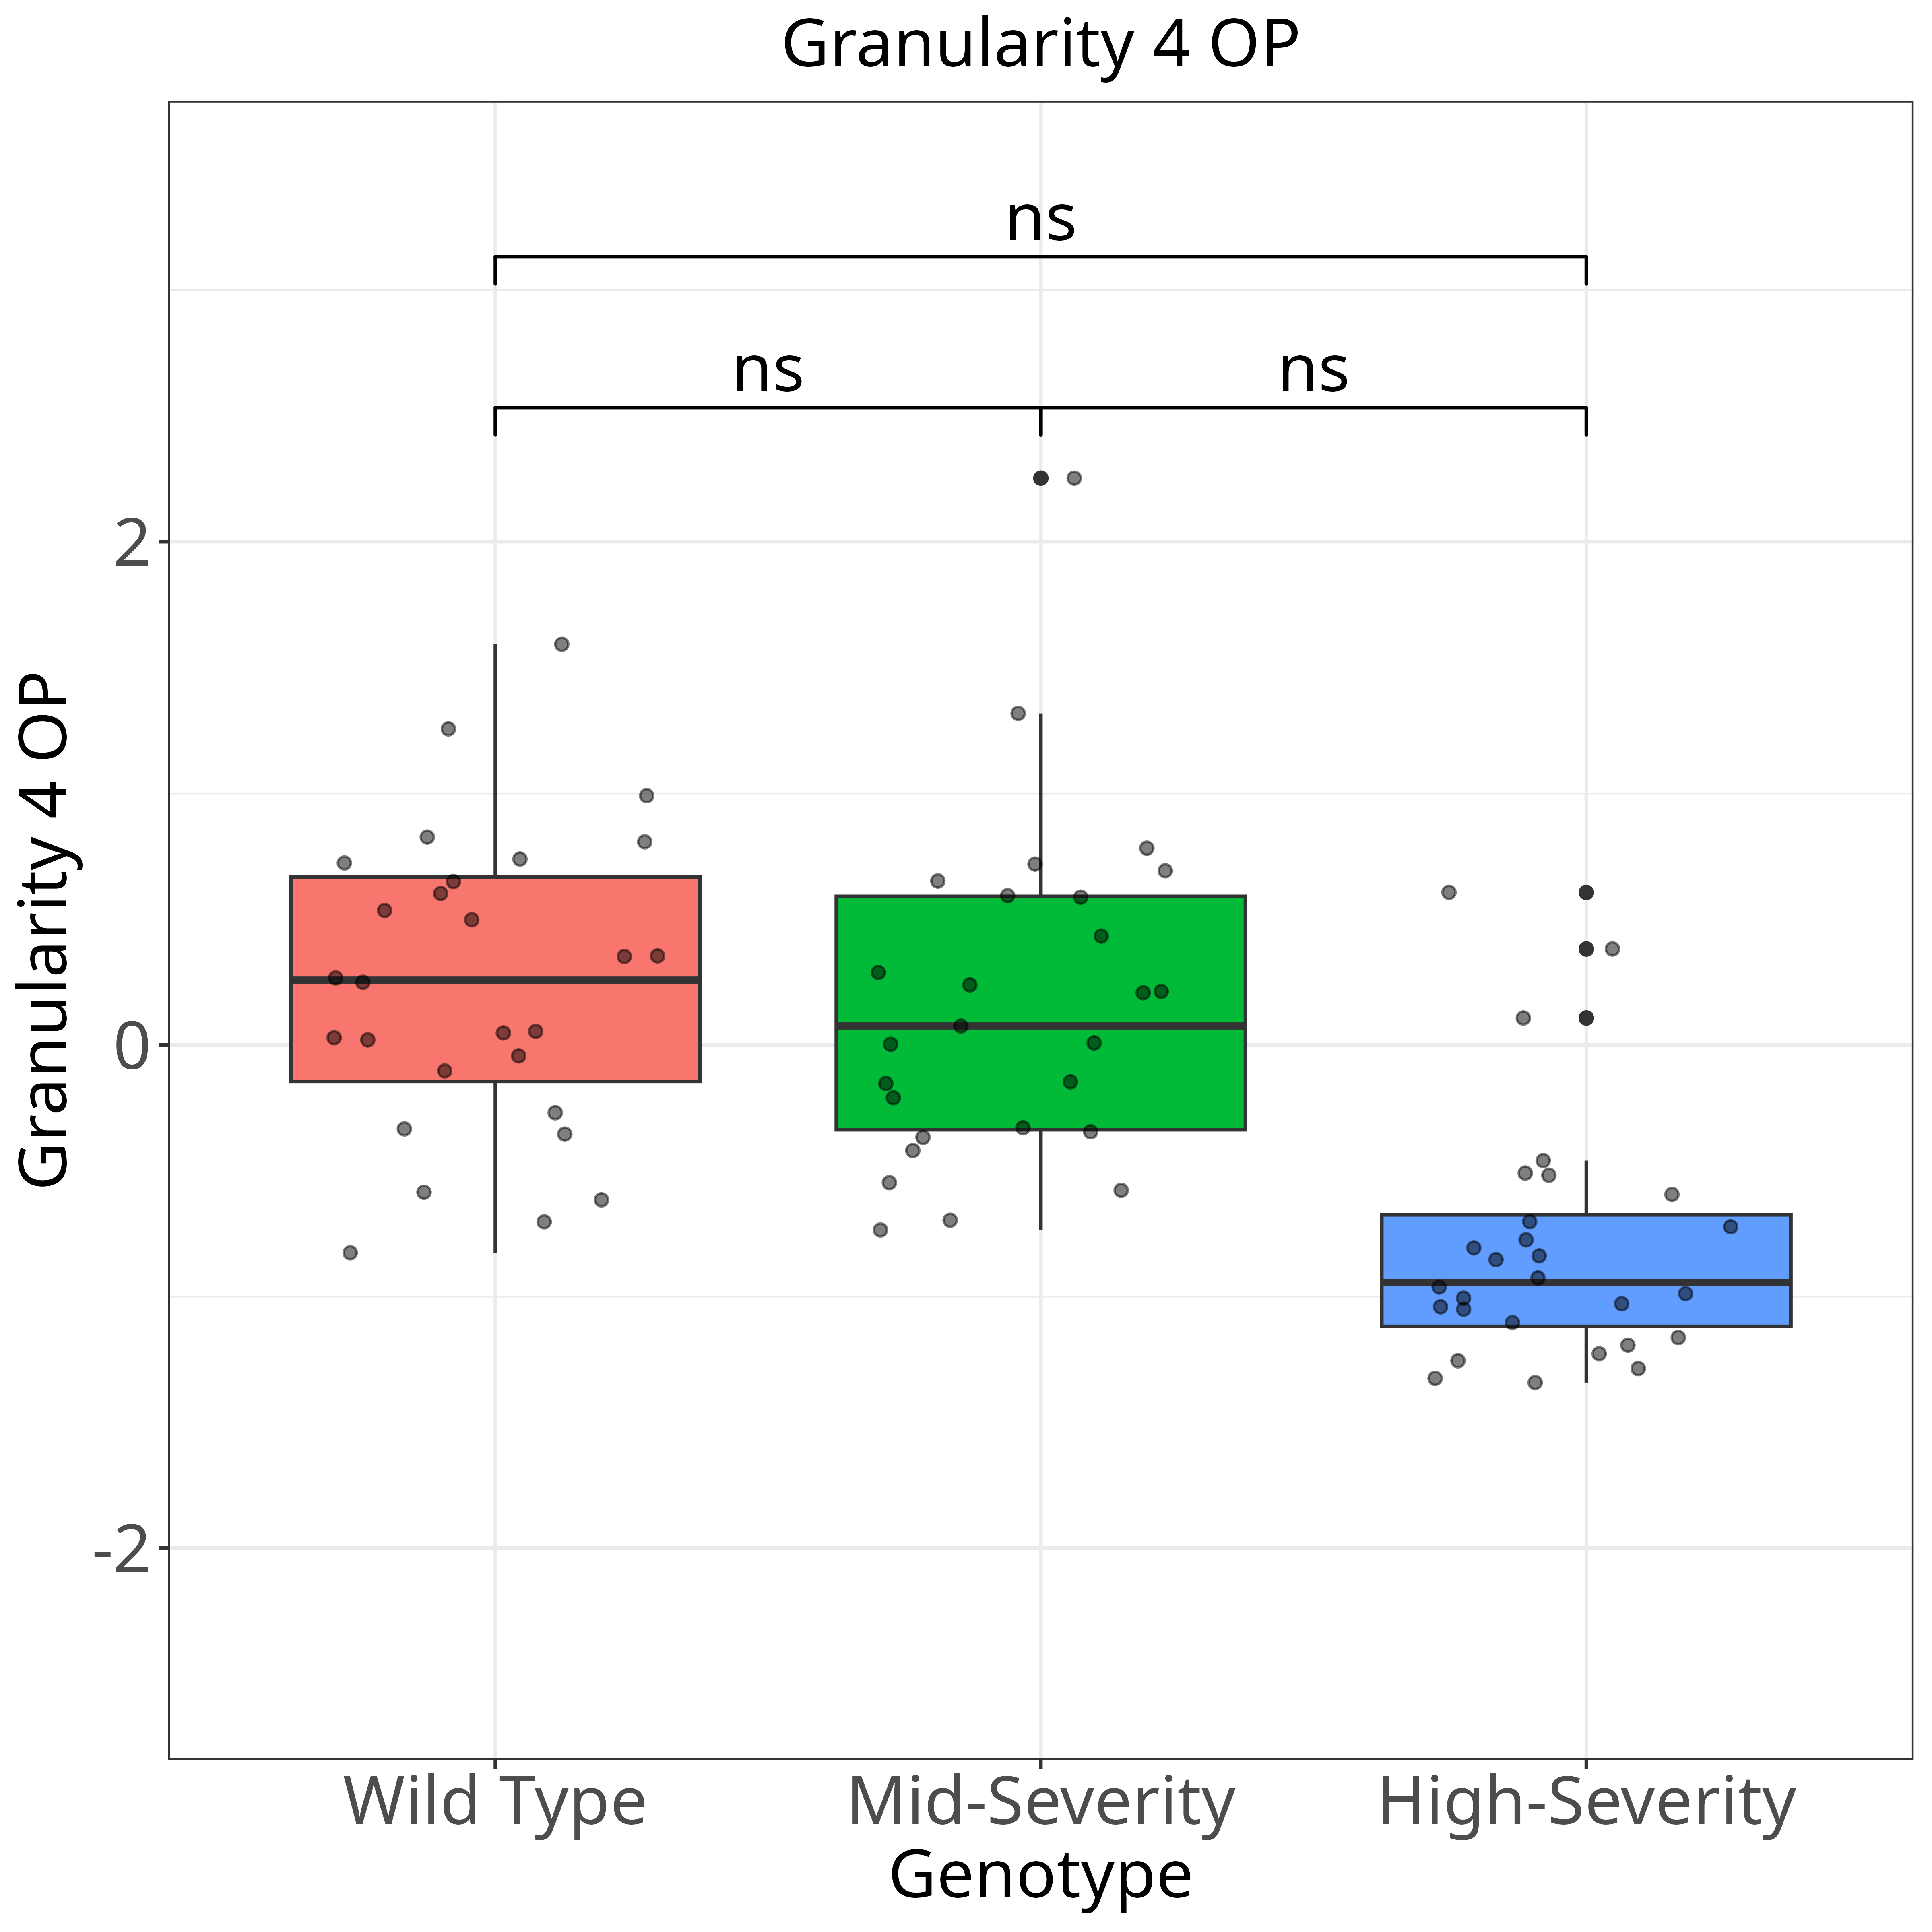 Granularity 4 OP
ns
ns
ns
Granularity 4 OP
2
0
-2
Wild Type
Mid-Severity
High-Severity
Genotype